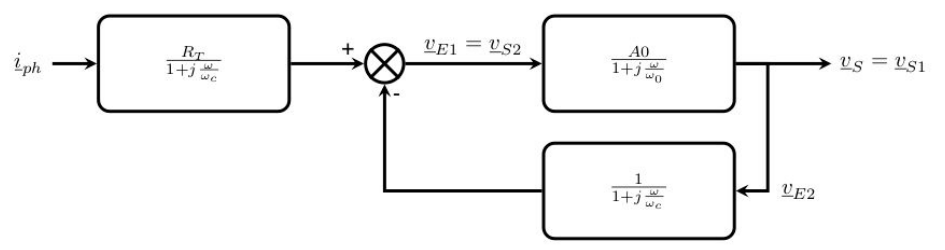 i_ph
R_T / (1+j ω/ω_c)
+
-
v_E1 = v_S2
A0 / (1+j ω/ω_0)
v_S = v_S1
1 / (1+j ω/ω_c)
v_E2